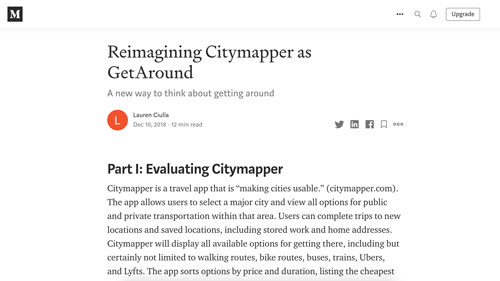 M
Upgrade
Reimagining Citymapper as
GetAround
A new way to think about getting around
L
Lauren Ciulla
Dec 10, 2018 · 12 min read
Part I: Evaluating Citymapper
Citymapper is a travel app that is “making cities usable.” (citymapper.com).
The app allows users to select a major city and view all options for public
and private transportation within that area. Users can complete trips to new
locations and saved locations, including stored work and home addresses.
Citymapper will display all available options for getting there, including but
certainly not limited to walking routes, bike routes, buses, trains, Ubers,
and Lyfts. The app sorts options by price and duration, listing the cheapest